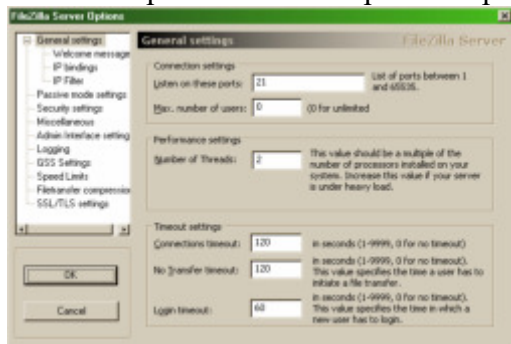 FileZilla Server Options
General settings
Welcome message
IP bindings
IP Filter
Passive mode settings
Security settings
Miscellaneous
Admin Interface setting
Logging
GSS Settings
Speed Limits
Filetransfer compression
SSL/TLS settings
OK
Cancel
General settings
FileZilla Server
Connection settings
Listen on these ports:
21
List of ports between 1
and 65535.
Max. number of users:
0
(0 for unlimited
Performance settings
Number of Threads:
2
This value should be a multiple of the
number of processors installed on your
system. Increase this value if your server
is under heavy load.
Timeout settings
Connections timeout:
120
in seconds (1-9999, 0 for no timeout)
No Transfer timeout:
120
in seconds (1-9999, 0 for no timeout).
This value specifies the time a user has to
initiate a file transfer.
Login timeout:
60
in seconds (1-9999, 0 for no timeout).
This value specifies the time in which a
new user has to login.